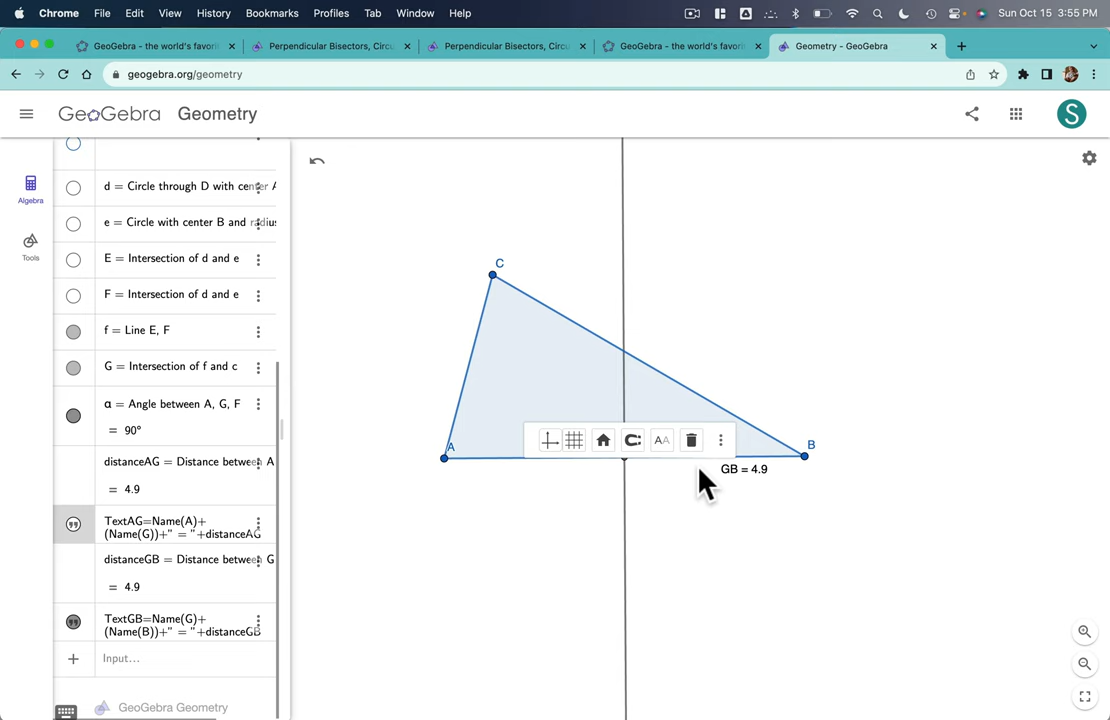 Chrome File Edit View History Bookmarks Profiles Tab Window Help Sun Oct 15 3:55 PM
GeoGebra - the world's favori Perpendicular Bisectors, Circu Perpendicular Bisectors, Circu GeoGebra - the world's favori Geometry - GeoGebra
geogebra.org/geometry
GeoGebra Geometry S
Algebra
Tools
d = Circle through D with center A
e = Circle with center B and radius
E = Intersection of d and e
F = Intersection of d and e
f = Line E, F
G = Intersection of f and c
α = Angle between A, G, F
= 90°
distanceAG = Distance between A
= 4.9
TextAG=Name(A)+
(Name(G))+" = "+distanceAG
distanceGB = Distance between G
= 4.9
TextGB=Name(G)+
(Name(B))+" = "+distanceGB
Input...
GeoGebra Geometry
C
A
B
AA
GB = 4.9